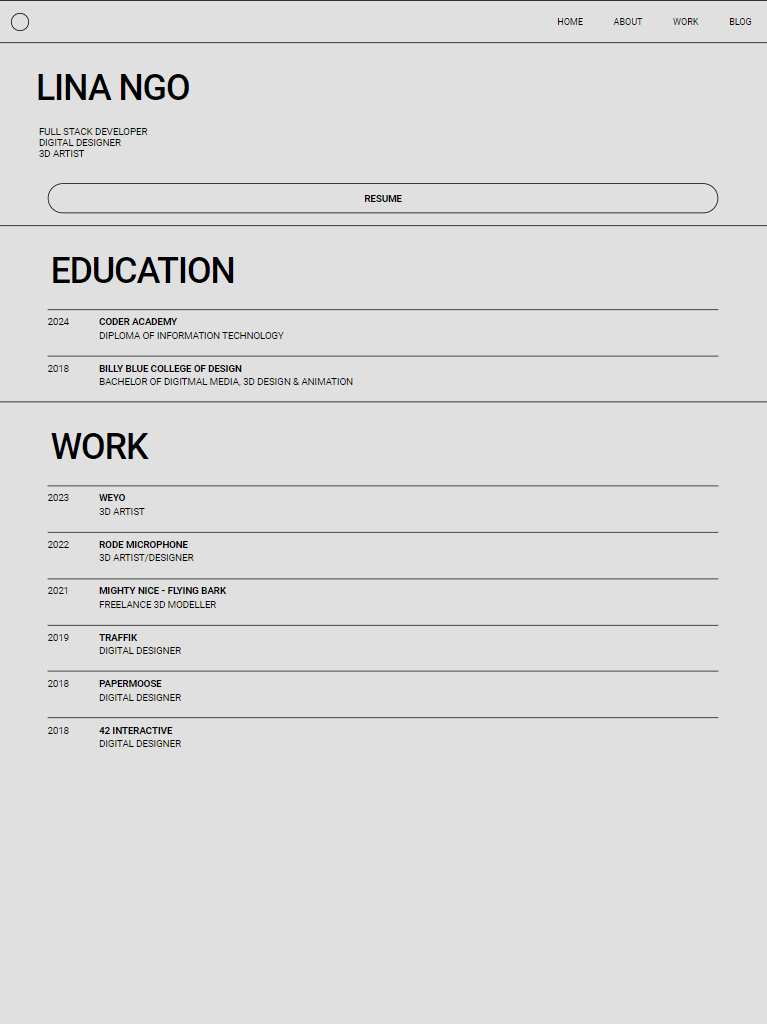 HOME ABOUT WORK BLOG
LINA NGO
FULL STACK DEVELOPER
DIGITAL DESIGNER
3D ARTIST
RESUME
EDUCATION
2024 CODER ACADEMY
DIPLOMA OF INFORMATION TECHNOLOGY
2018 BILLY BLUE COLLEGE OF DESIGN
BACHELOR OF DIGITMAL MEDIA, 3D DESIGN & ANIMATION
WORK
2023 WEYO
3D ARTIST
2022 RODE MICROPHONE
3D ARTIST/DESIGNER
2021 MIGHTY NICE - FLYING BARK
FREELANCE 3D MODELLER
2019 TRAFFIK
DIGITAL DESIGNER
2018 PAPERMOOSE
DIGITAL DESIGNER
2018 42 INTERACTIVE
DIGITAL DESIGNER